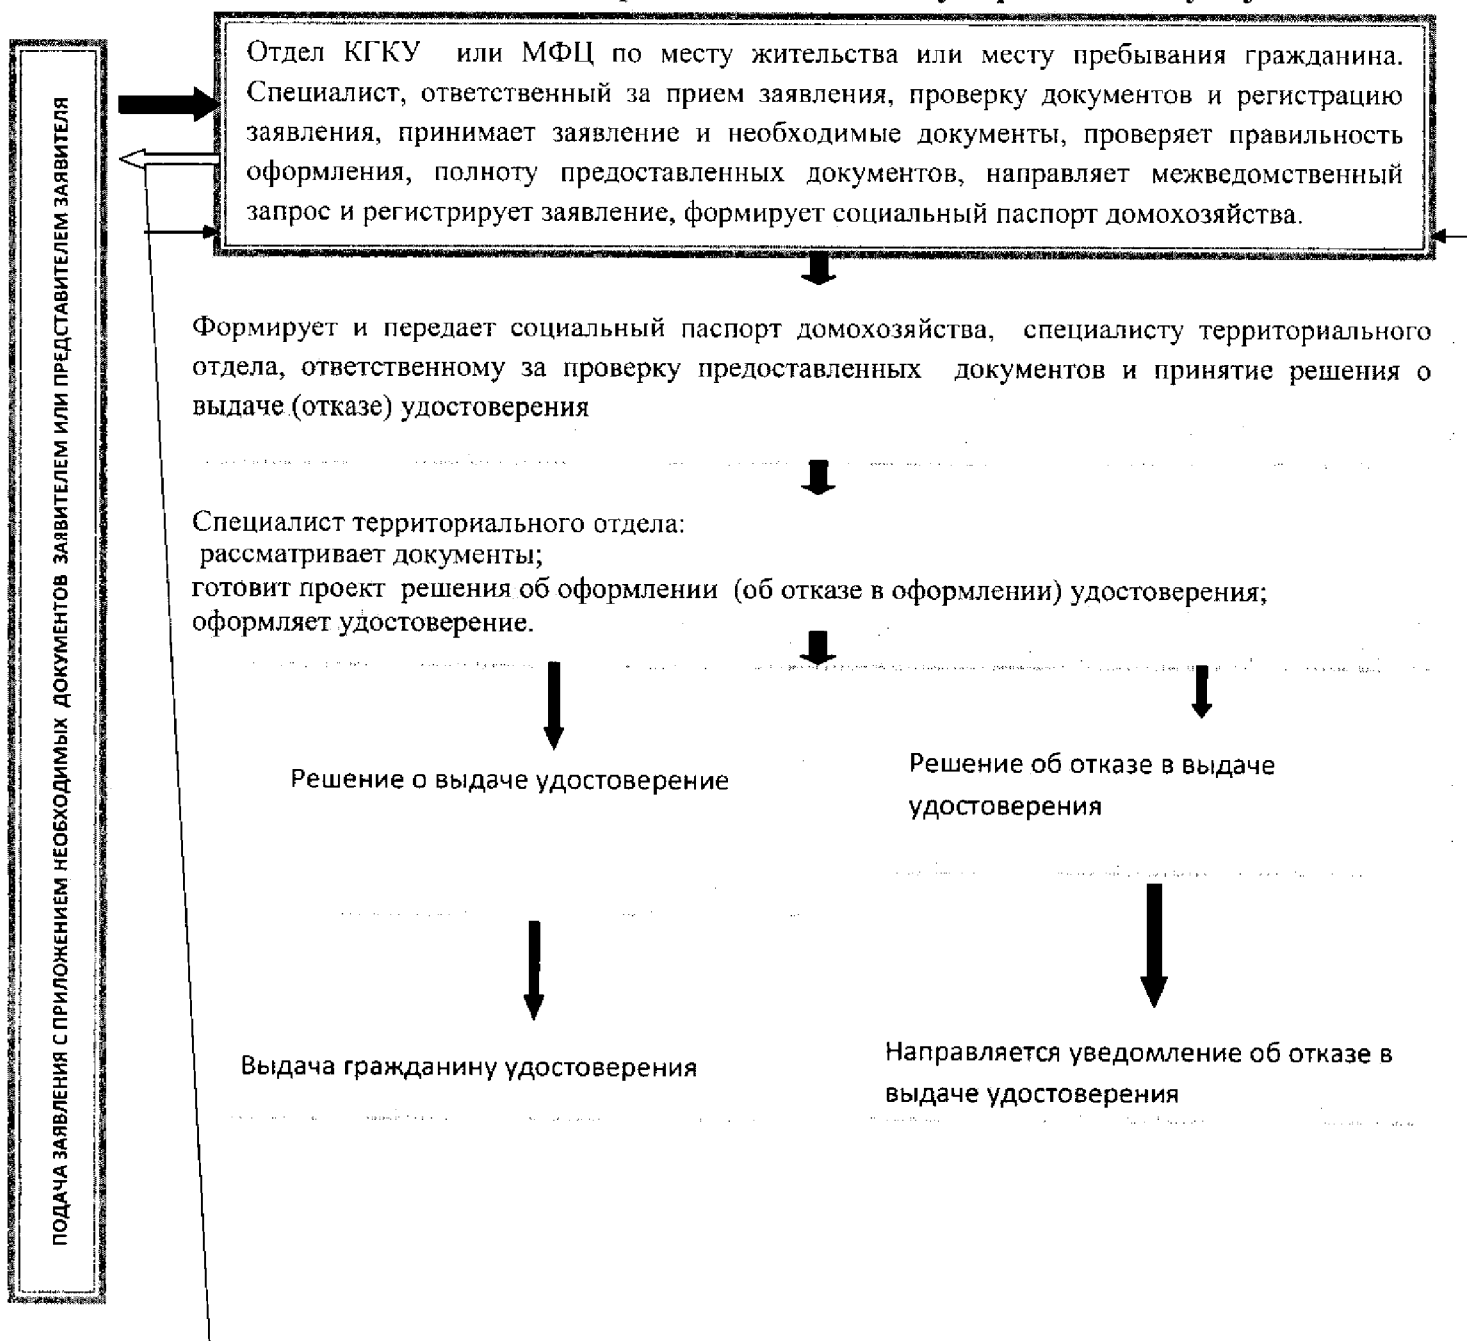 ПОДАЧА ЗАЯВЛЕНИЯ С ПРИЛОЖЕНИЕМ НЕОБХОДИМЫХ ДОКУМЕНТОВ ЗАЯВИТЕЛЕМ ИЛИ ПРЕДСТАВИТЕЛЕМ ЗАЯВИТЕЛЯ
Отдел КГКУ или МФЦ по месту жительства или месту пребывания гражданина.
Специалист, ответственный за прием заявления, проверку документов и регистрацию
заявления, принимает заявление и необходимые документы, проверяет правильность
оформления, полноту предоставленных документов, направляет межведомственный
запрос и регистрирует заявление, формирует социальный паспорт домохозяйства.
Формирует и передает социальный паспорт домохозяйства, специалисту территориального
отдела, ответственному за проверку предоставленных документов и принятие решения о
выдаче (отказе) удостоверения
Специалист территориального отдела:
рассматривает документы;
готовит проект решения об оформлении (об отказе в оформлении) удостоверения;
оформляет удостоверение.
Решение о выдаче удостоверение
Решение об отказе в выдаче
удостоверения
Выдача гражданину удостоверения
Направляется уведомление об отказе в
выдаче удостоверения